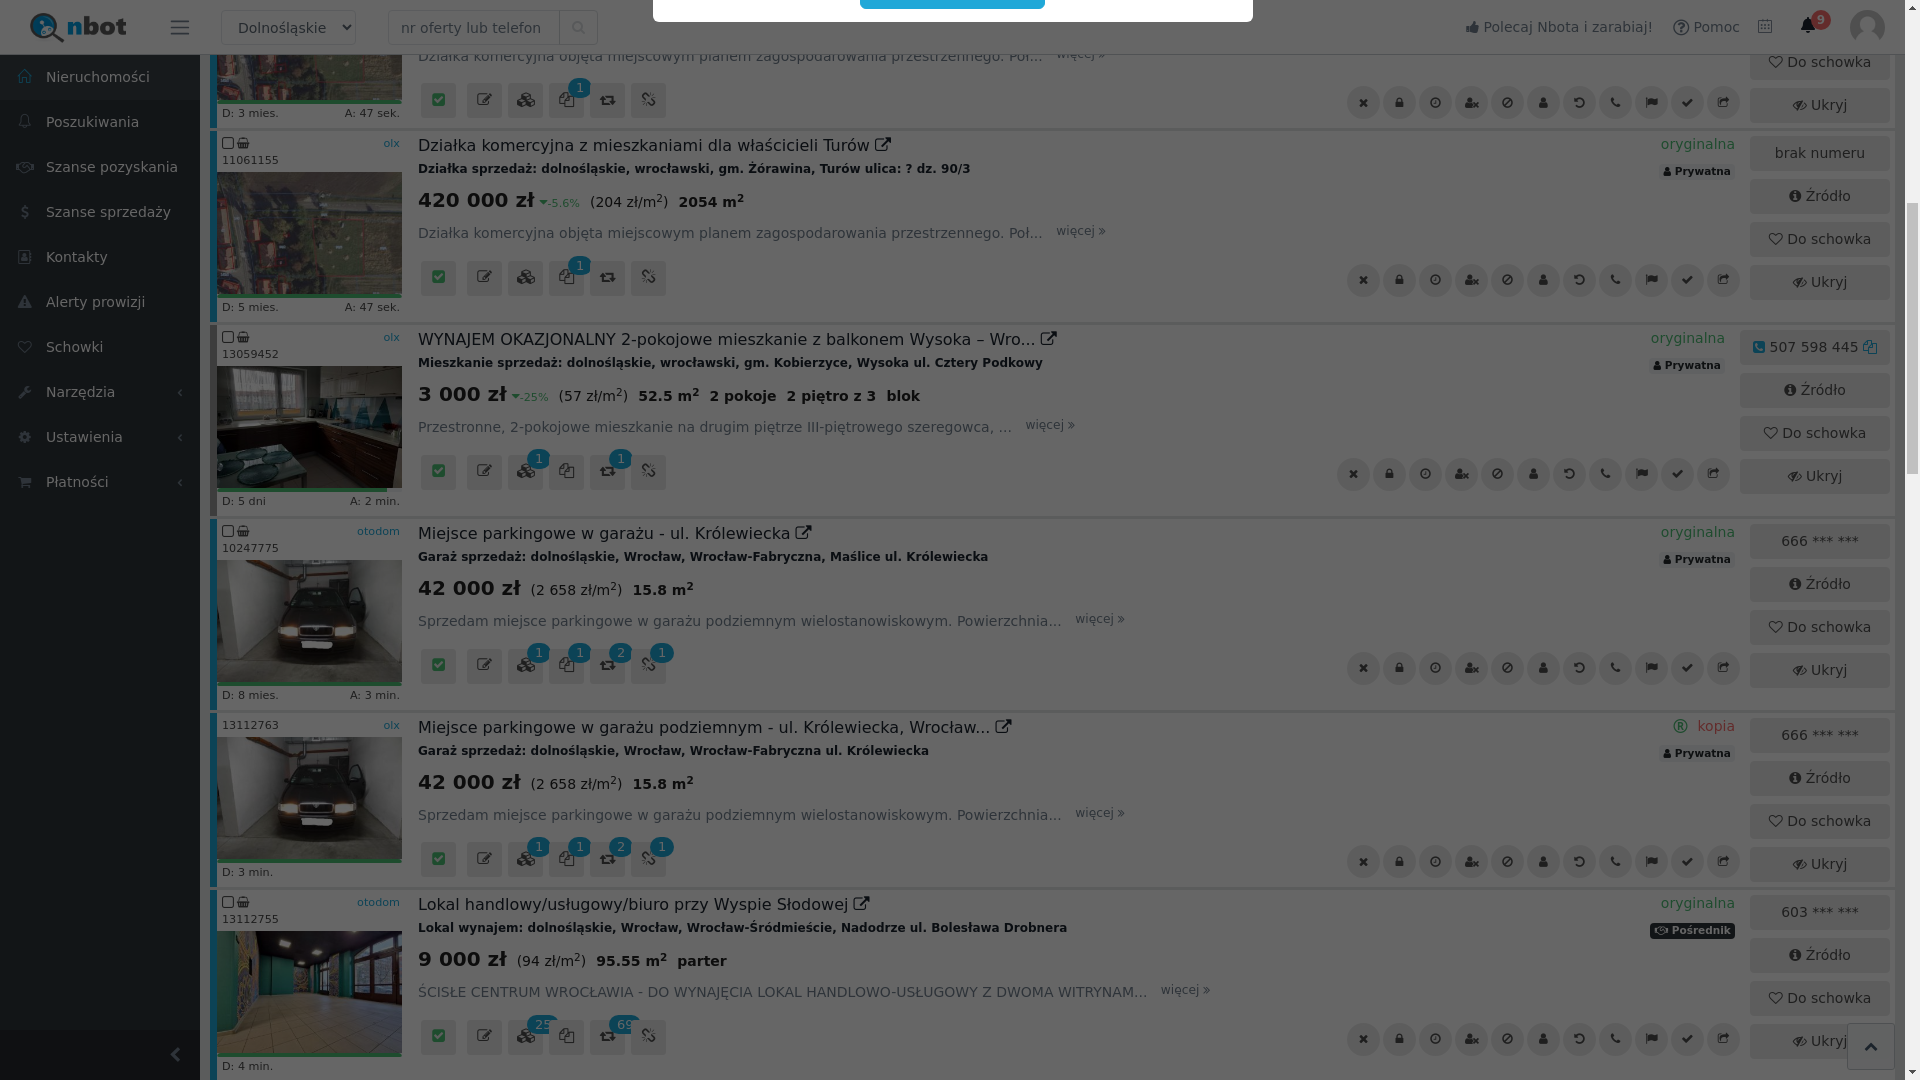 nbot
Dolnośląskie
nr oferty lub telefon
Polecaj Nbota i zarabiaj!
Pomoc
9
Nieruchomości
Poszukiwania
Szanse pozyskania
Szanse sprzedaży
Kontakty
Alerty prowizji
Schowki
Narzędzia
Ustawienia
Płatności
Działka komercyjna objęta miejscowym planem zagospodarowania przestrzennego. Poł... więcej »
Do schowka
1
Ukryj
D: 3 mies. A: 47 sek.
olx
11061155
Działka komercyjna z mieszkaniami dla właścicieli Turów
Działka sprzedaż: dolnośląskie, wrocławski, gm. Żórawina, Turów ulica: ? dz. 90/3
420 000 zł -5.6% (204 zł/m²) 2054 m²
Działka komercyjna objęta miejscowym planem zagospodarowania przestrzennego. Poł... więcej »
1
D: 5 mies. A: 47 sek.
oryginalna
Prywatna
brak numeru
Źródło
Do schowka
Ukryj
olx
13059452
WYNAJEM OKAZJONALNY 2-pokojowe mieszkanie z balkonem Wysoka – Wro...
Mieszkanie sprzedaż: dolnośląskie, wrocławski, gm. Kobierzyce, Wysoka ul. Cztery Podkowy
3 000 zł -25% (57 zł/m²) 52.5 m² 2 pokoje 2 piętro z 3 blok
Przestronne, 2-pokojowe mieszkanie na drugim piętrze III-piętrowego szeregowca, ... więcej »
1 1
D: 5 dni A: 2 min.
oryginalna
Prywatna
507 598 445
Źródło
Do schowka
Ukryj
otodom
10247775
Miejsce parkingowe w garażu - ul. Królewiecka
Garaż sprzedaż: dolnośląskie, Wrocław, Wrocław-Fabryczna, Maślice ul. Królewiecka
42 000 zł (2 658 zł/m²) 15.8 m²
Sprzedam miejsce parkingowe w garażu podziemnym wielostanowiskowym. Powierzchnia... więcej »
1 1 2 1
D: 8 mies. A: 3 min.
oryginalna
Prywatna
666 *** ***
Źródło
Do schowka
Ukryj
13112763 olx
Miejsce parkingowe w garażu podziemnym - ul. Królewiecka, Wrocław...
Garaż sprzedaż: dolnośląskie, Wrocław, Wrocław-Fabryczna ul. Królewiecka
42 000 zł (2 658 zł/m²) 15.8 m²
Sprzedam miejsce parkingowe w garażu podziemnym wielostanowiskowym. Powierzchnia... więcej »
1 1 2 1
D: 3 min.
® kopia
Prywatna
666 *** ***
Źródło
Do schowka
Ukryj
otodom
13112755
Lokal handlowy/usługowy/biuro przy Wyspie Słodowej
Lokal wynajem: dolnośląskie, Wrocław, Wrocław-Śródmieście, Nadodrze ul. Bolesława Drobnera
9 000 zł (94 zł/m²) 95.55 m² parter
ŚCISŁE CENTRUM WROCŁAWIA - DO WYNAJĘCIA LOKAL HANDLOWO-USŁUGOWY Z DWOMA WITRYNAM... więcej »
25 69
D: 4 min.
oryginalna
Pośrednik
603 *** ***
Źródło
Do schowka
Ukryj